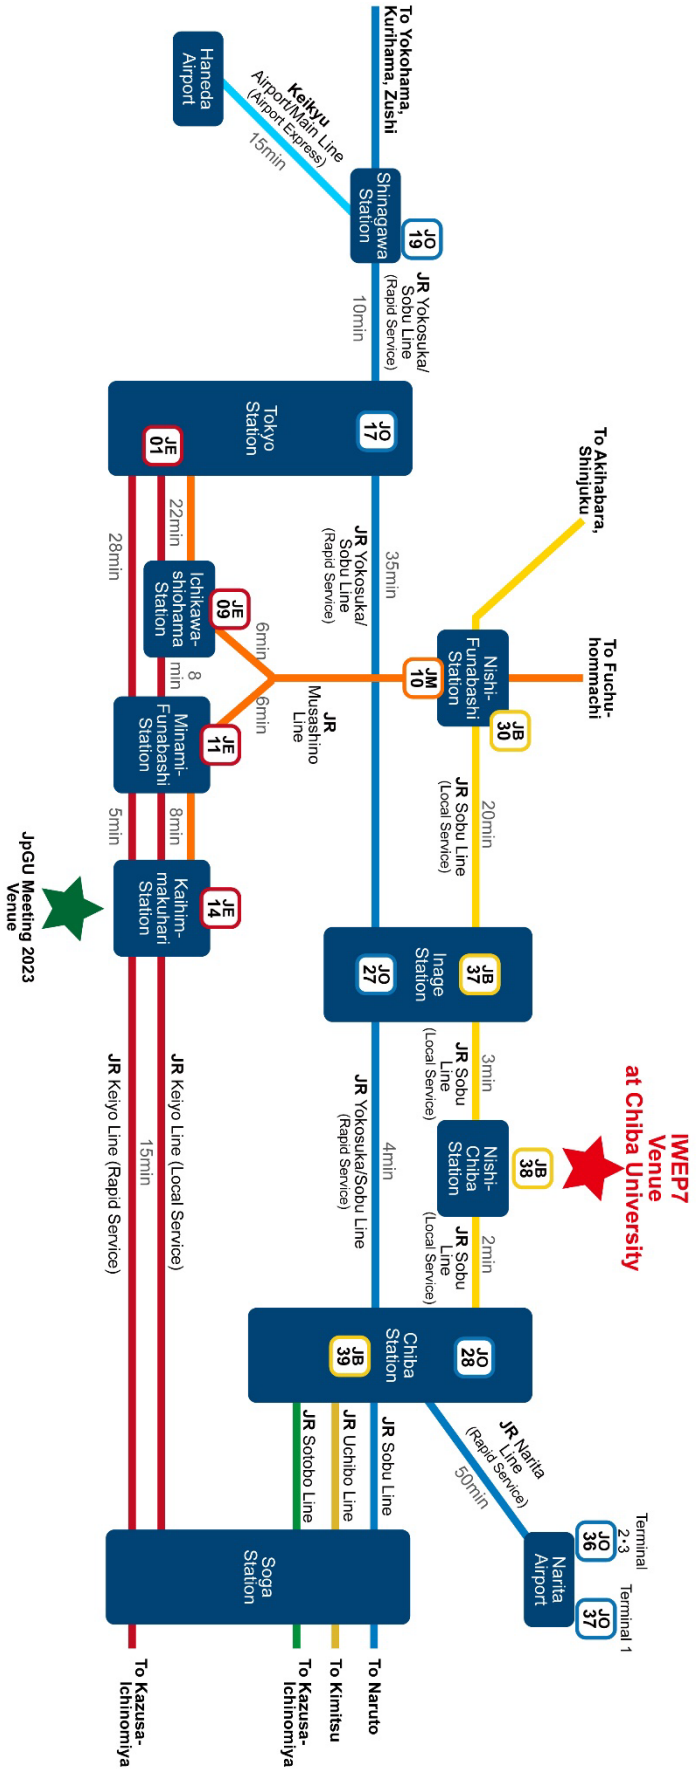 To Yokohama,
Kurihama, Zushi
Haneda
Airport
Keikyu
Airport/Main Line
(Airport Express)
15min
Shinagawa
Station
JO
19
JR Yokosuka/
Sobu Line
(Rapid Service)
10min
Tokyo
Station
JO
17
JE
01
To Akihabara,
Shinjuku
To Fuchu-
hommachi
Nishi-
Funabashi
Station
JM
10
JB
30
35min
JR Yokosuka/
Sobu Line
(Rapid Service)
22min
28min
Ichikawa-
shiohama
Station
JE
09
6min
6min
JR
Musashino
Line
8
min
Minami-
Funabashi
Station
JE
11
8min
5min
Kaihim-
makuhari
Station
JE
14
JpGU Meeting 2023
Venue
20min
JR Sobu Line
(Local Service)
Inage
Station
JB
37
JO
27
3min
JR Sobu
Line
(Local Service)
IWEP7
Venue
at Chiba University
JB
38
Nishi-
Chiba
Station
2min
JR Sobu
Line
(Local Service)
4min
JR Yokosuka/Sobu Line
(Rapid Service)
JR Keiyo Line (Local Service)
15min
JR Keiyo Line (Rapid Service)
Chiba
Station
JO
28
JB
39
JR Narita
Line
(Rapid Service)
50min
Terminal
2･3
JO
36
Terminal 1
JO
37
Narita
Airport
JR Sobu Line
JR Uchibo Line
JR Sotobo Line
Soga
Station
To Naruto
To Kimitsu
To Kazusa-
Ichinomiya
To Kazusa-
Ichinomiya